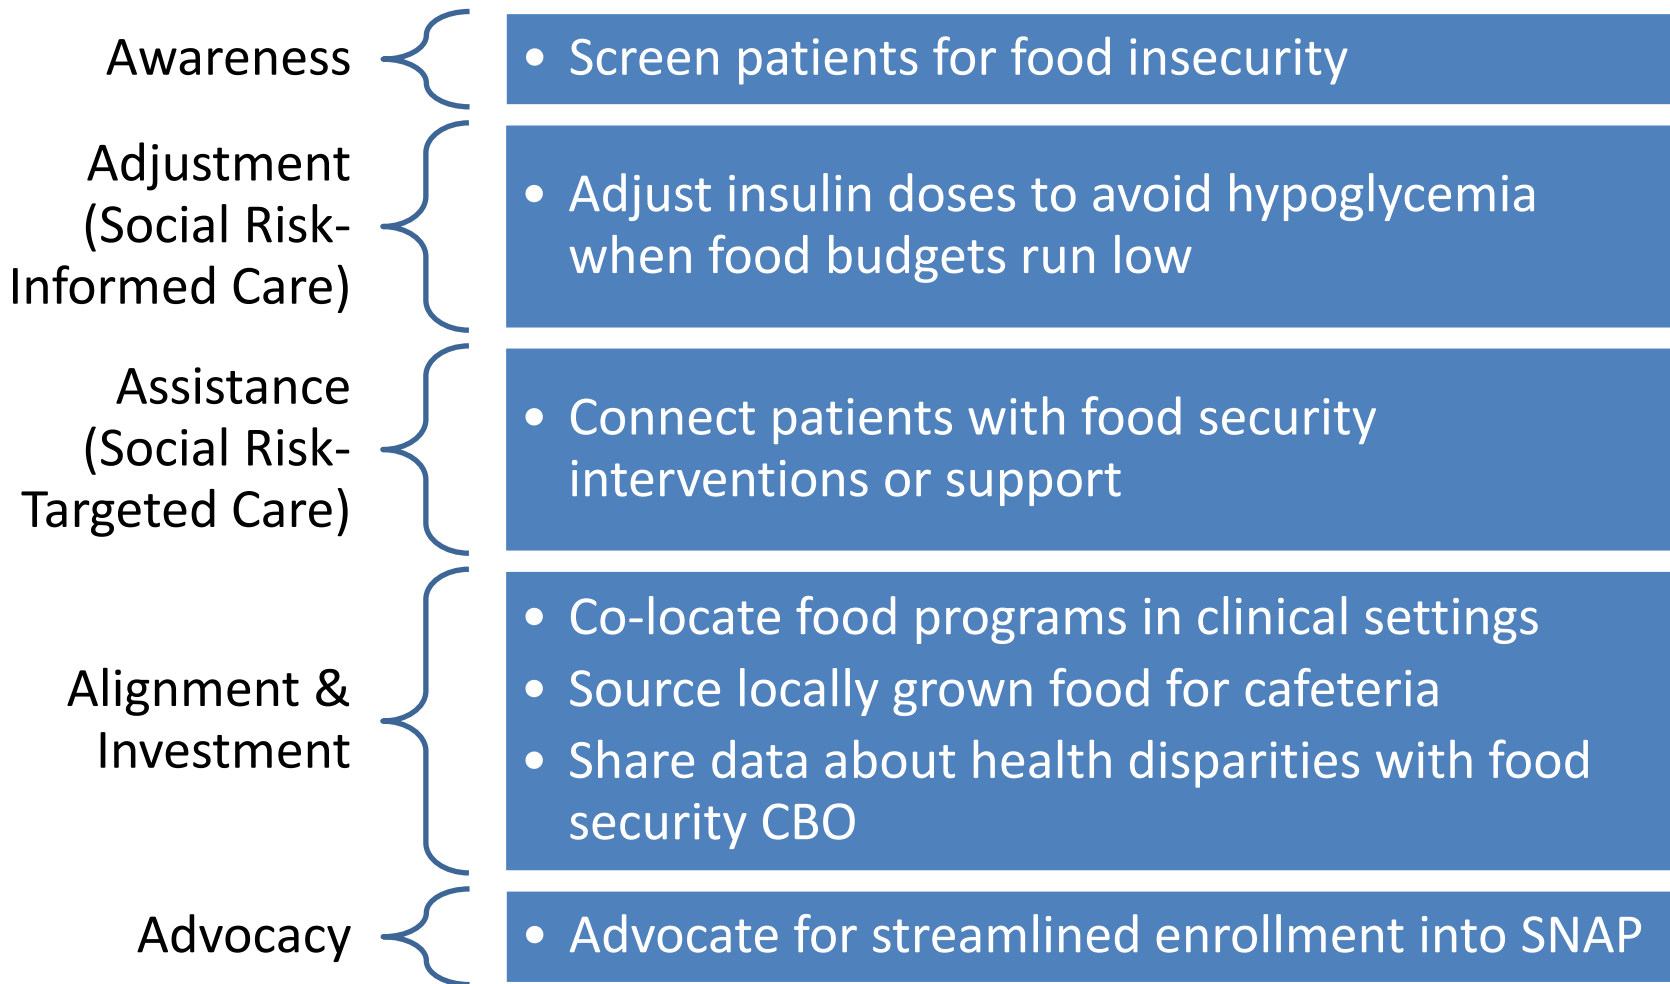 Awareness
• Screen patients for food insecurity
Adjustment
(Social Risk-
Informed Care)
• Adjust insulin doses to avoid hypoglycemia
when food budgets run low
Assistance
(Social Risk-
Targeted Care)
• Connect patients with food security
interventions or support
Alignment &
Investment
• Co-locate food programs in clinical settings
• Source locally grown food for cafeteria
• Share data about health disparities with food
security CBO
Advocacy
• Advocate for streamlined enrollment into SNAP